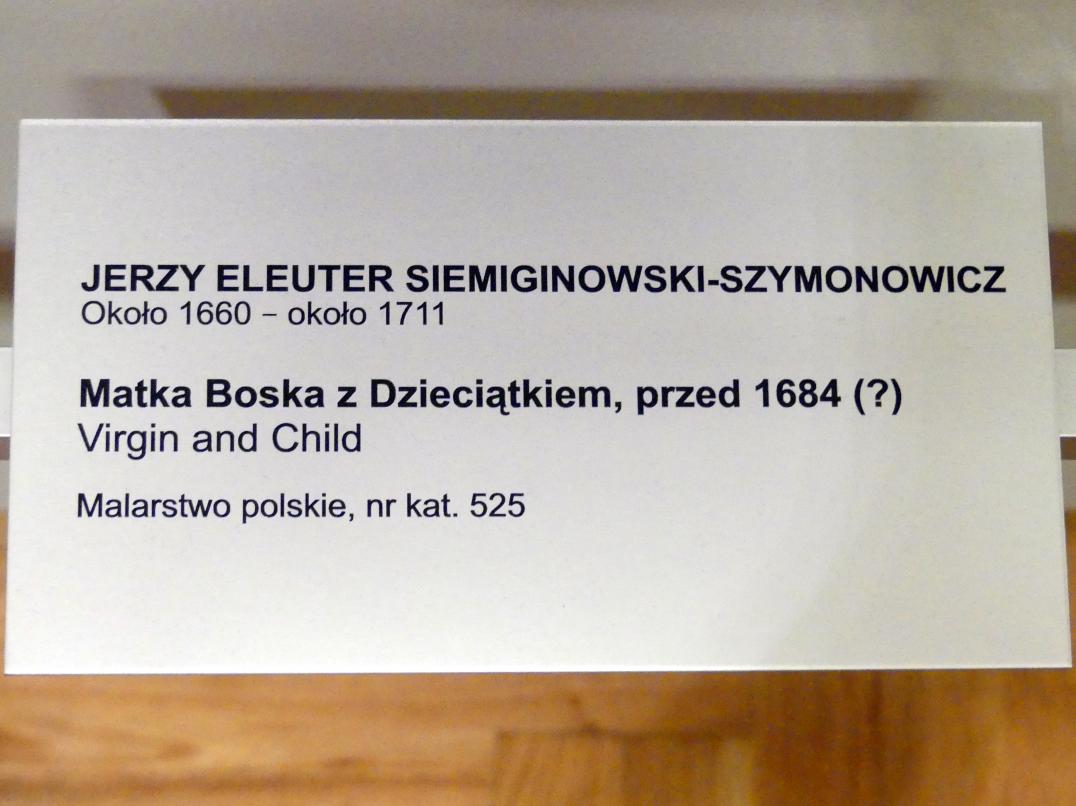 JERZY ELEUTER SIEMIGINOWSKI-SZYMONOWICZ
Około 1660 – około 1711
Matka Boska z Dzieciątkiem, przed 1684 (?)
Virgin and Child
Malarstwo polskie, nr kat. 525